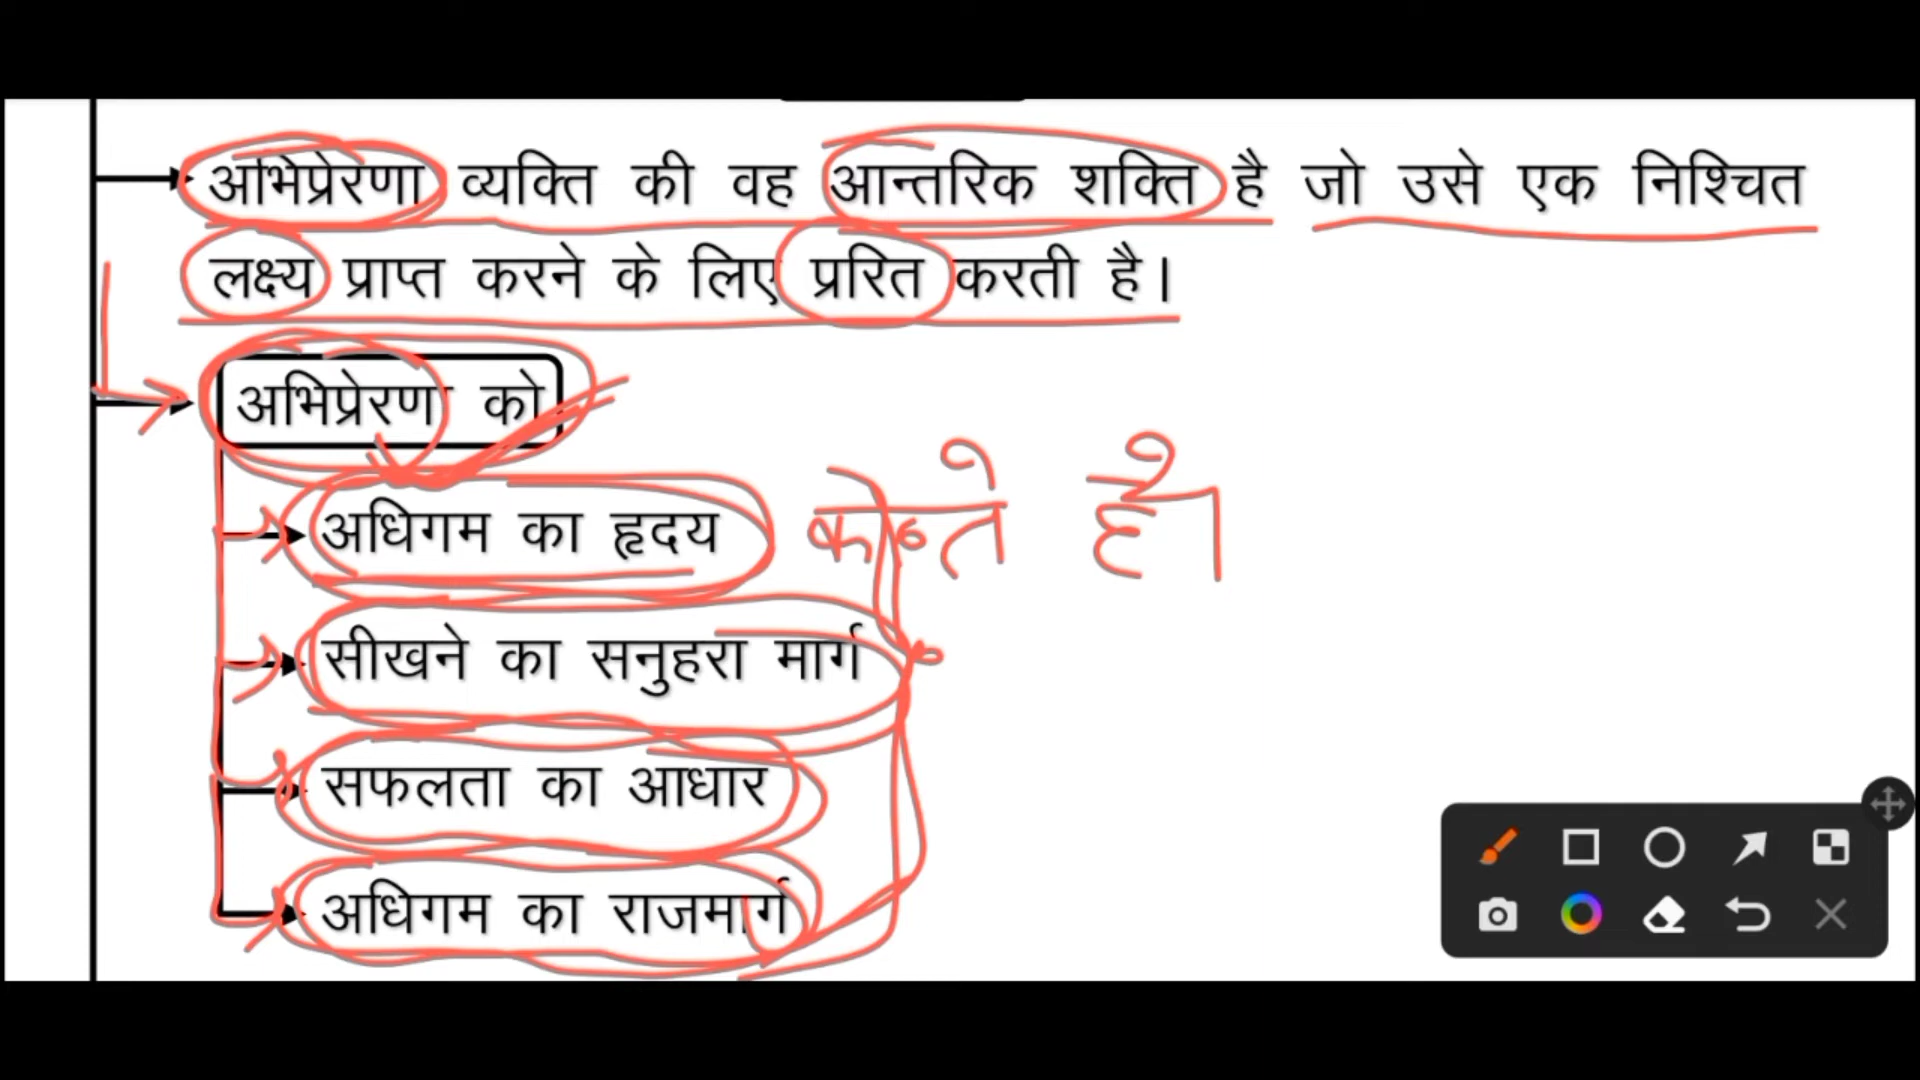 अभिप्रेरणा व्यक्ति की वह आन्तरिक शक्ति है जो उसे एक निश्चित
लक्ष्य प्राप्त करने के लिए प्ररित करती है।
अभिप्रेरणा को
अधिगम का हृदय कहते हैं।
सीखने का सनुहरा मार्ग
सफलता का आधार
अधिगम का राजमार्ग